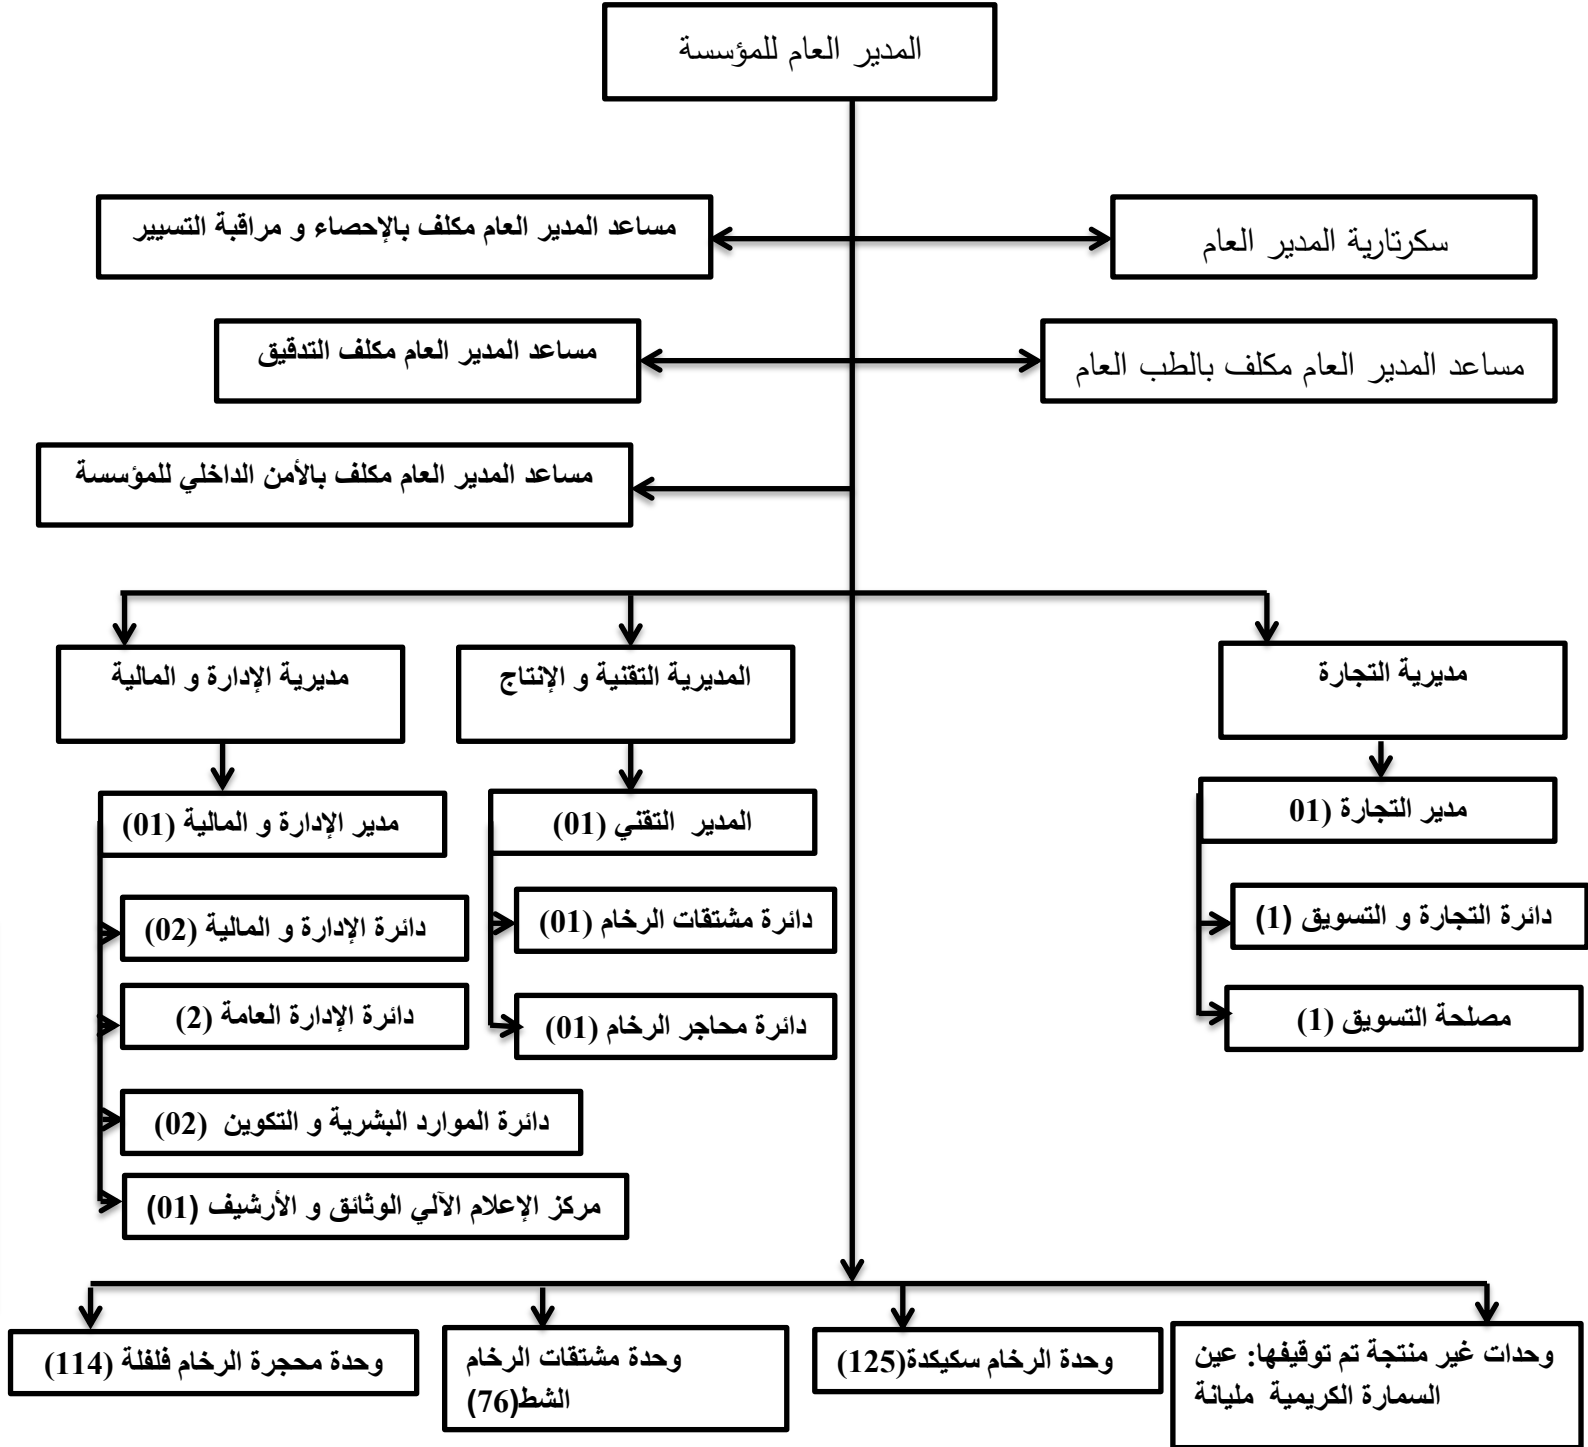 المدير العام للمؤسسة
سكرتارية المدير العام
مساعد المدير العام مكلف بالإحصاء و مراقبة التسيير
مساعد المدير العام مكلف بالطب العام
مساعد المدير العام مكلف التدقيق
مساعد المدير العام مكلف بالأمن الداخلي للمؤسسة
مديرية التجارة
المديرية التقنية و الإنتاج
مديرية الإدارة و المالية
مدير التجارة (01
المدير التقني (01)
مدير الإدارة و المالية (01)
دائرة التجارة و التسويق (1)
دائرة مشتقات الرخام (01)
دائرة الإدارة و المالية (02)
مصلحة التسويق (1)
دائرة محاجر الرخام (01)
دائرة الإدارة العامة (2)
دائرة الموارد البشرية و التكوين (02)
مركز الإعلام الآلي الوثائق و الأرشيف (01)
وحدات غير منتجة تم توقيفها: عين
السمارة الكريمية مليانة
وحدة الرخام سكيكدة(125)
وحدة مشتقات الرخام
الشط(76)
وحدة محجرة الرخام فلفلة (114)